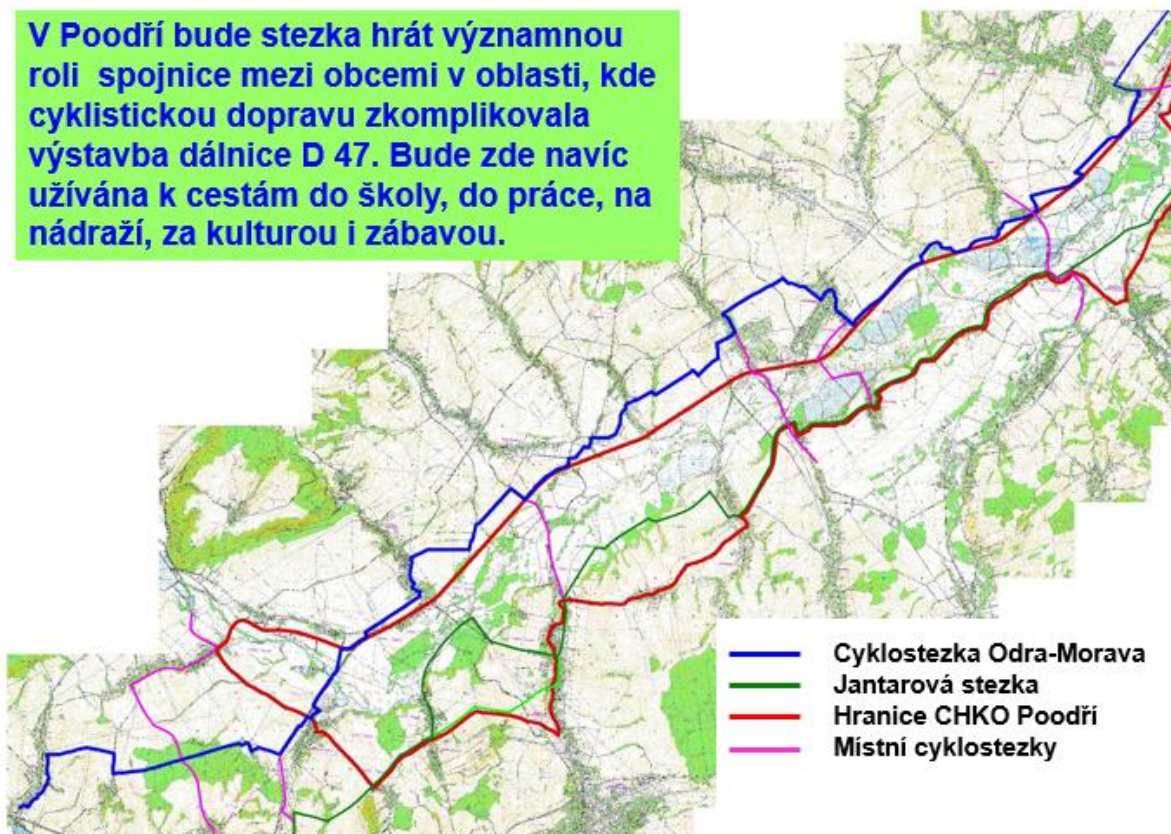 V Poodří bude stezka hrát významnou
roli spojnice mezi obcemi v oblasti, kde
cyklistickou dopravu zkomplikovala
výstavba dálnice D 47. Bude zde navíc
užívána k cestám do školy, do práce, na
nádraží, za kulturou i zábavou.
Cyklostezka Odra-Morava
Jantarová stezka
Hranice CHKO Poodří
Místní cyklostezky